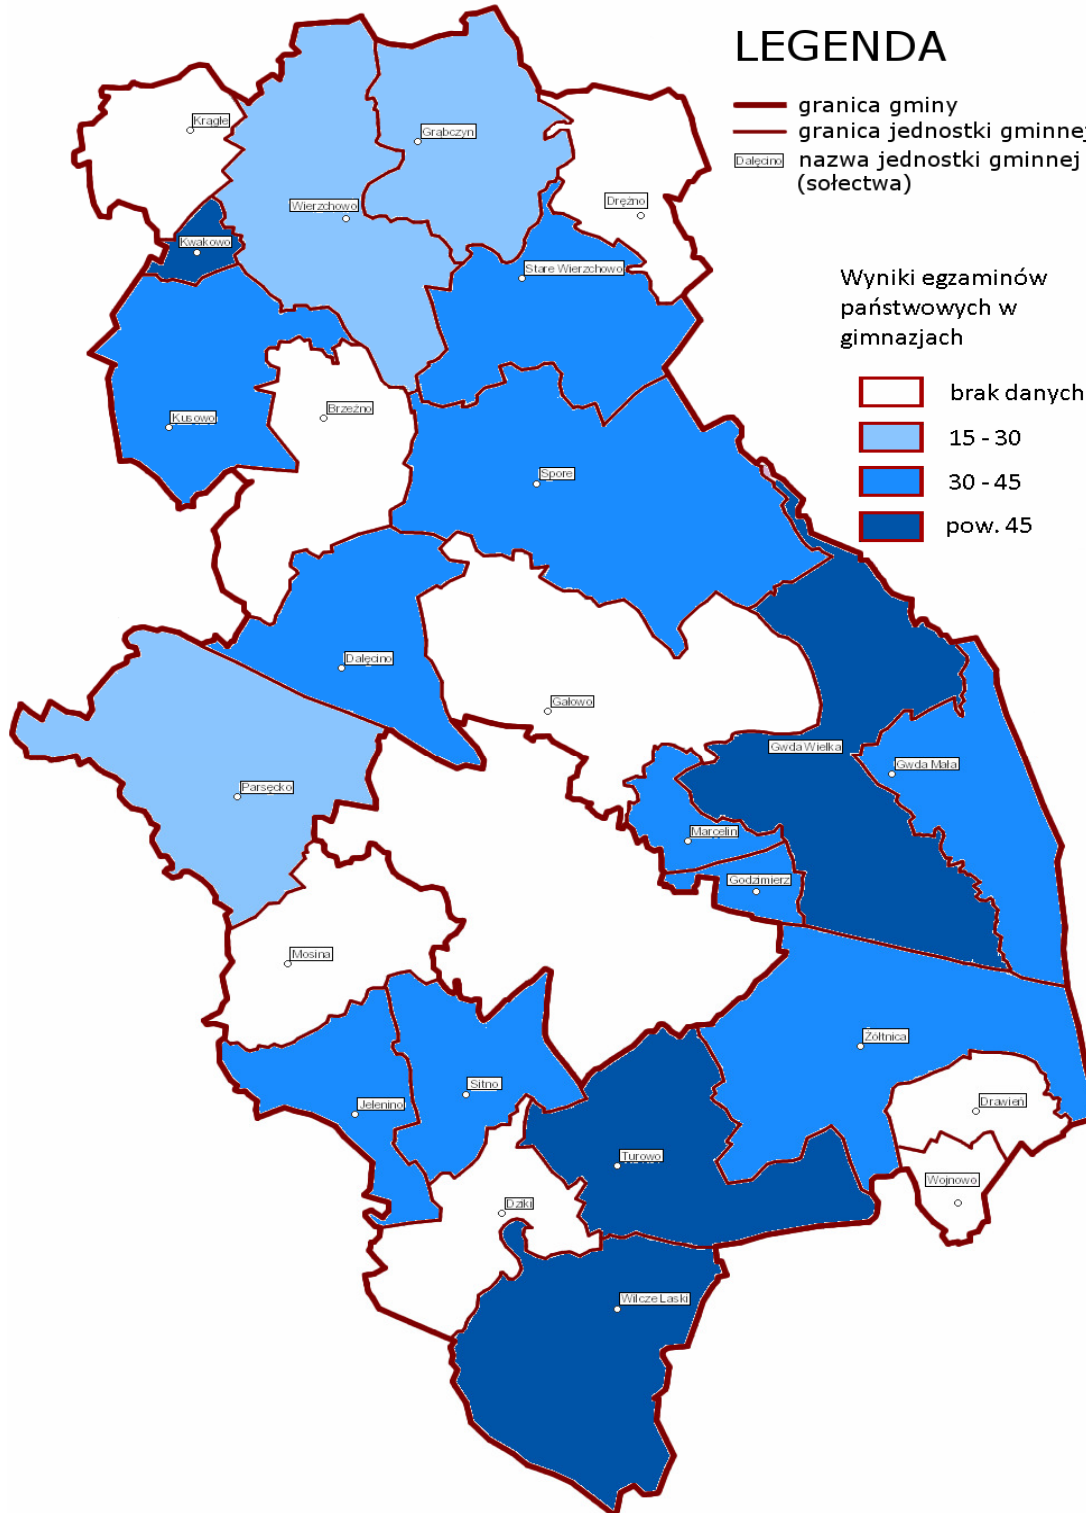 LEGENDA
granica gminy
granica jednostki gminnej
Dalęcino
nazwa jednostki gminnej
(sołectwa)
Wyniki egzaminów
państwowych w
gimnazjach
brak danych
15 - 30
30 - 45
pow. 45
Krągłe
Grąbczyn
Wierzchowo
Drężno
Kwakowo
Stare Wierzchowo
Kusowo
Brzeźno
Spore
Dalęcino
Gałowo
Gwda Wielka
Gwda Mała
Parsęcko
Marcelin
Godzimierz
Mosina
Żółtnica
Sitno
Jelenino
Drawień
Turowo
Wojnowo
Dziki
Wilcze Laski